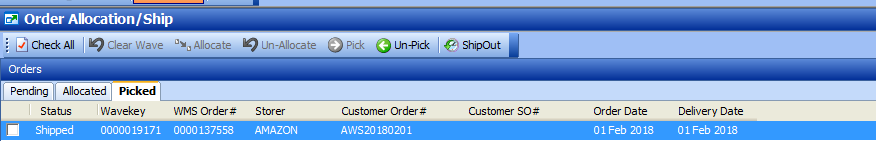 Order Allocation/Ship
Check All Clear Wave Allocate Un-Allocate Pick Un-Pick ShipOut
Orders
Pending Allocated Picked
Status Wavekey WMS Order# Storer Customer Order# Customer SO# Order Date Delivery Date
Shipped 0000019171 0000137558 AMAZON AWS20180201 01 Feb 2018 01 Feb 2018